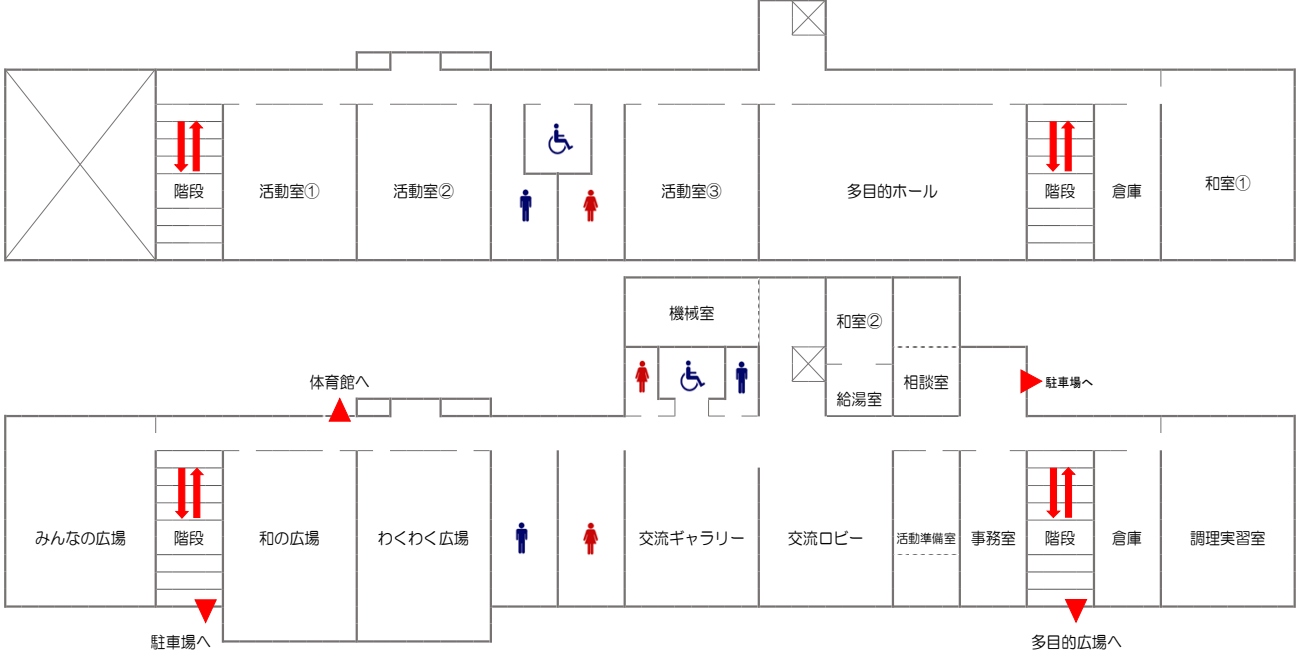 階段
活動室①
活動室②
活動室③
多目的ホール
階段
倉庫
和室①
機械室
和室②
体育館へ
相談室
駐車場へ
給湯室
みんなの広場
階段
和の広場
わくわく広場
交流ギャラリー
交流ロビー
活動準備室
事務室
階段
倉庫
調理実習室
駐車場へ
多目的広場へ